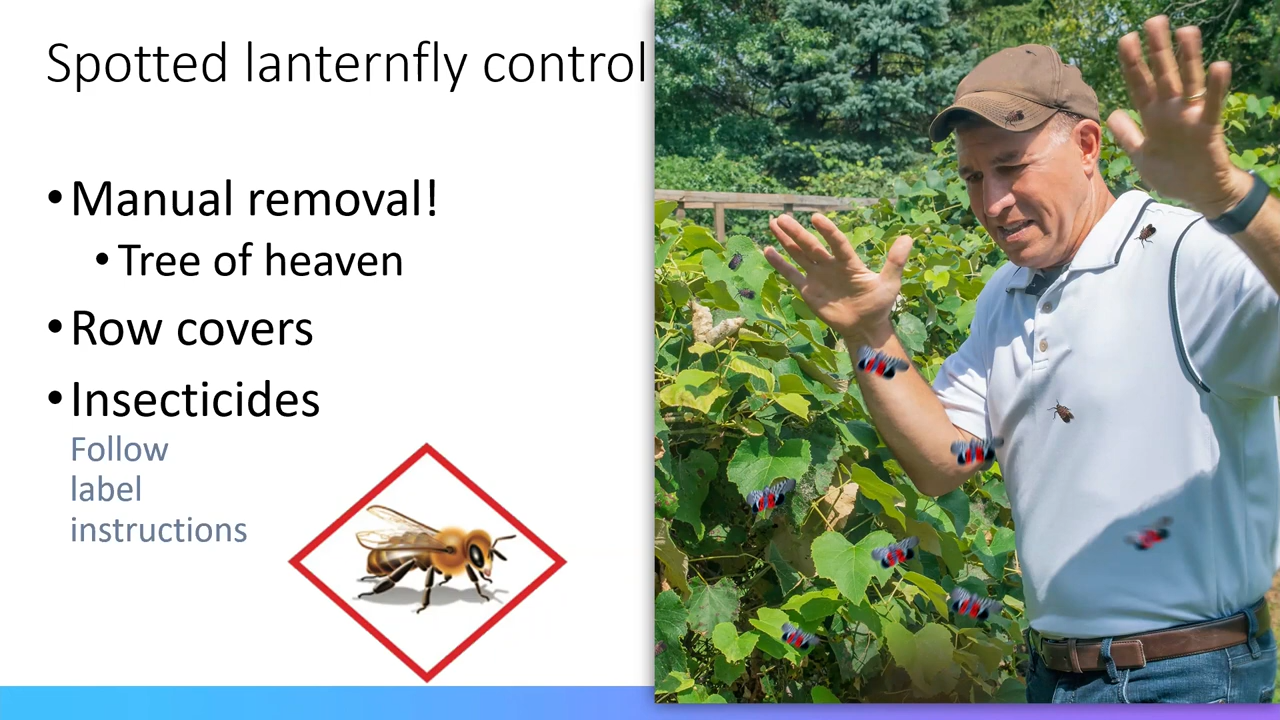 Spotted lanternfly control
•Manual removal!
•Tree of heaven
•Row covers
•Insecticides
Follow
label
instructions